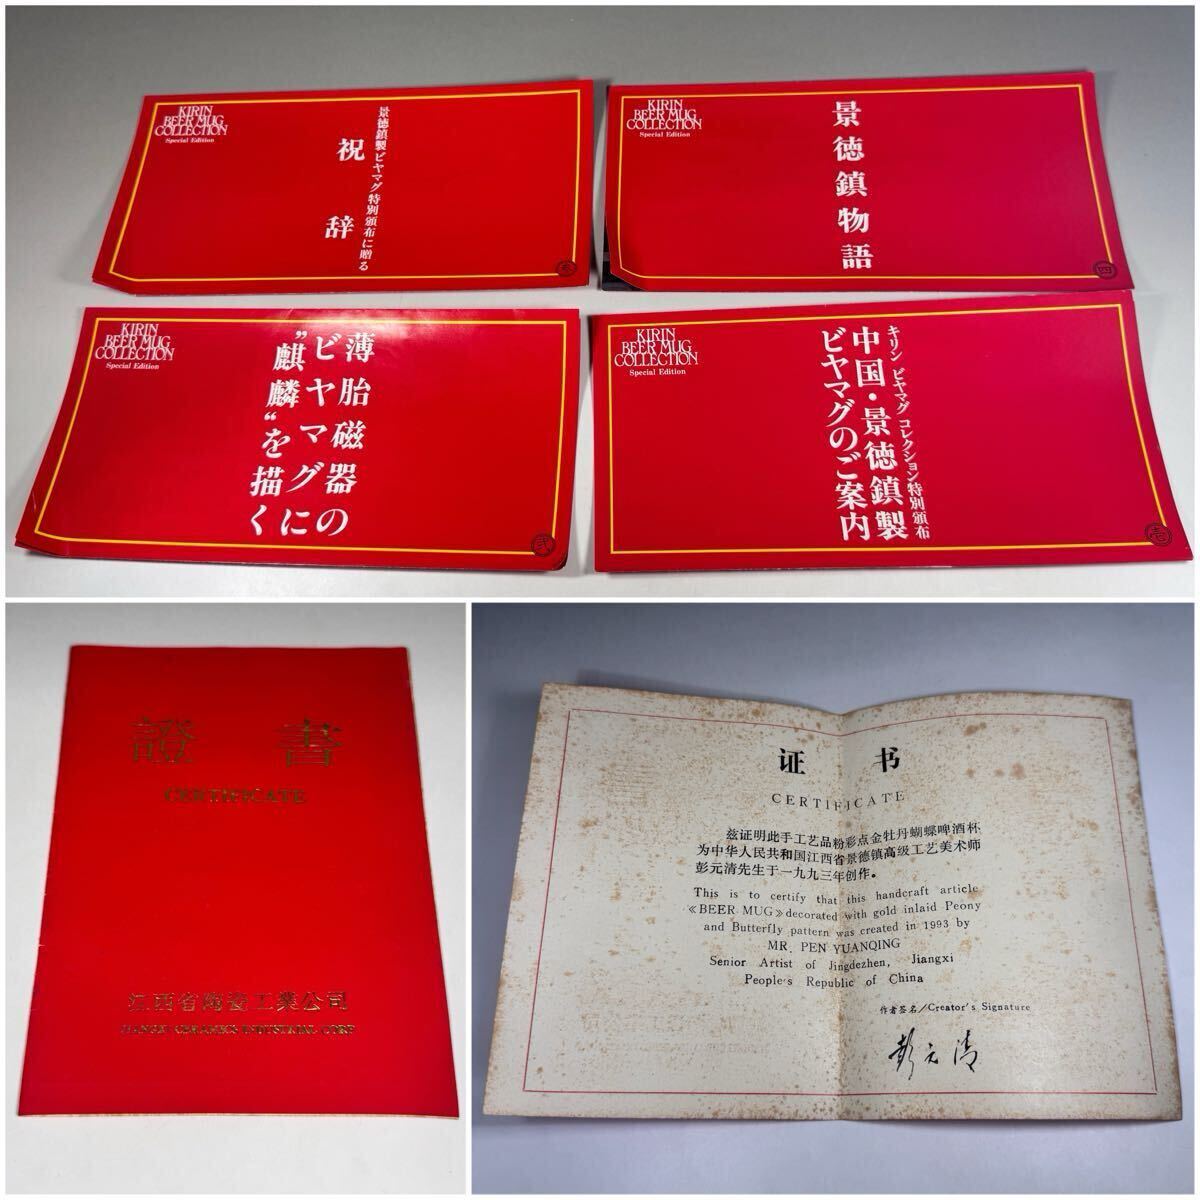 KIRIN
BEER MUG
COLLECTION
Special Edition
景徳鎮製ビヤマグ特別頒布に贈る
祝辞
KIRIN
BEER MUG
COLLECTION
Special Edition
景徳鎮物語
四
KIRIN
BEER MUG
COLLECTION
Special Edition
薄胎磁器の
ビヤマグに
”麒麟“を描く
弐
KIRIN
BEER MUG
COLLECTION
Special Edition
キリン ビヤマグ コレクション特別頒布
中国・景徳鎮製
ビヤマグのご案内
壱
證書
CERTIFICATE
江西省陶瓷工業公司
JIANGXI CERAMICS INDUSTRIAL CORP
证书
CERTIFICATE
兹证明此手工艺品粉彩点金牡丹蝴蝶啤酒杯
为中华人民共和国江西省景德镇高级工艺美术师
彭元清先生于一九九三年创作。
This is to certify that this handcraft article
《BEER MUG》decorated with gold inlaid Peony
and Butterfly pattern was created in 1993 by
MR. PEN YUANQING
Senior Artist of Jingdezhen, Jiangxi
People's Republic of China
作者签名/Creator's Signature
彭元清